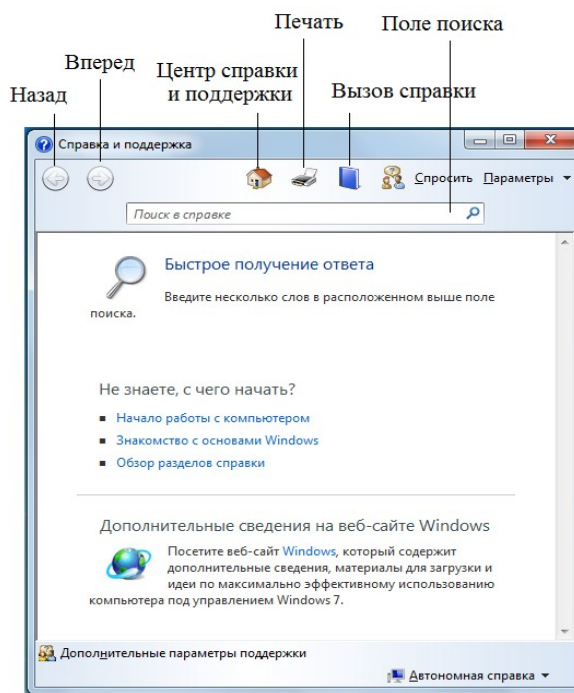 Печать
Поле поиска
Вперед
Центр справки
и поддержки
Вызов справки
Назад
Справка и поддержка
Спросить Параметры
Поиск в справке
Быстрое получение ответа
Введите несколько слов в расположенном выше поле
поиска.
Не знаете, с чего начать?
Начало работы с компьютером
Знакомство с основами Windows
Обзор разделов справки
Дополнительные сведения на веб-сайте Windows
Посетите веб-сайт Windows, который содержит
дополнительные сведения, материалы для загрузки и
идеи по максимально эффективному использованию
компьютера под управлением Windows 7.
Дополнительные параметры поддержки
Автономная справка